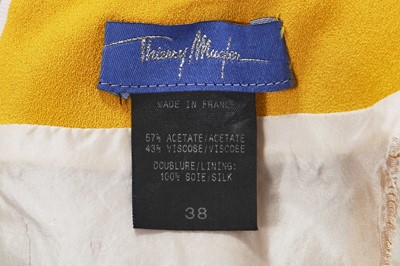 Thierry Mugler
MADE IN FRANCE
57% ACETATE/ACETATE
43% VISCOSE/VISCOSE
DOUBLURE/LINING:
100% SOIE/SILK
38